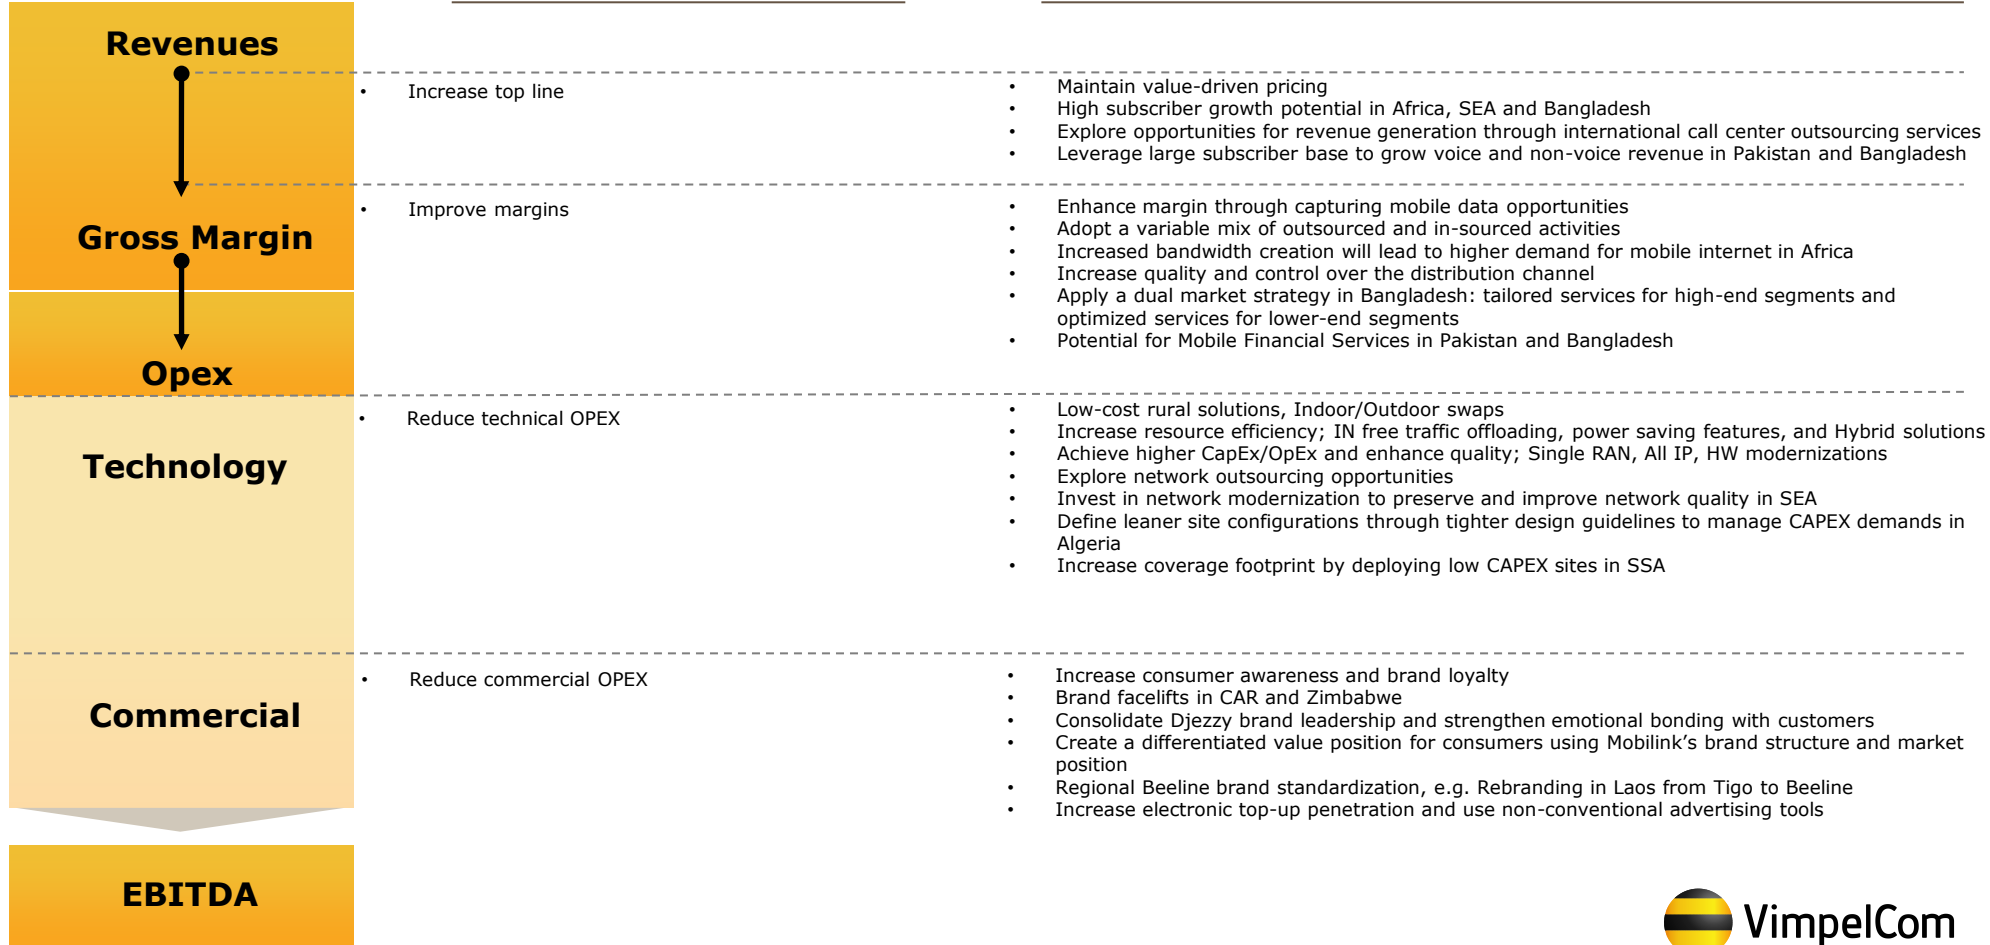 Revenues
• Increase top line
• Maintain value-driven pricing
• High subscriber growth potential in Africa, SEA and Bangladesh
• Explore opportunities for revenue generation through international call center outsourcing services
• Leverage large subscriber base to grow voice and non-voice revenue in Pakistan and Bangladesh
Gross Margin
• Improve margins
• Enhance margin through capturing mobile data opportunities
• Adopt a variable mix of outsourced and in-sourced activities
• Increased bandwidth creation will lead to higher demand for mobile internet in Africa
• Increase quality and control over the distribution channel
• Apply a dual market strategy in Bangladesh: tailored services for high-end segments and
optimized services for lower-end segments
• Potential for Mobile Financial Services in Pakistan and Bangladesh
Opex
Technology
• Reduce technical OPEX
• Low-cost rural solutions, Indoor/Outdoor swaps
• Increase resource efficiency; IN free traffic offloading, power saving features, and Hybrid solutions
• Achieve higher CapEx/OpEx and enhance quality; Single RAN, All IP, HW modernizations
• Explore network outsourcing opportunities
• Invest in network modernization to preserve and improve network quality in SEA
• Define leaner site configurations through tighter design guidelines to manage CAPEX demands in
Algeria
• Increase coverage footprint by deploying low CAPEX sites in SSA
Commercial
• Reduce commercial OPEX
• Increase consumer awareness and brand loyalty
• Brand facelifts in CAR and Zimbabwe
• Consolidate Djezzy brand leadership and strengthen emotional bonding with customers
• Create a differentiated value position for consumers using Mobilink’s brand structure and market
position
• Regional Beeline brand standardization, e.g. Rebranding in Laos from Tigo to Beeline
• Increase electronic top-up penetration and use non-conventional advertising tools
EBITDA
VimpelCom